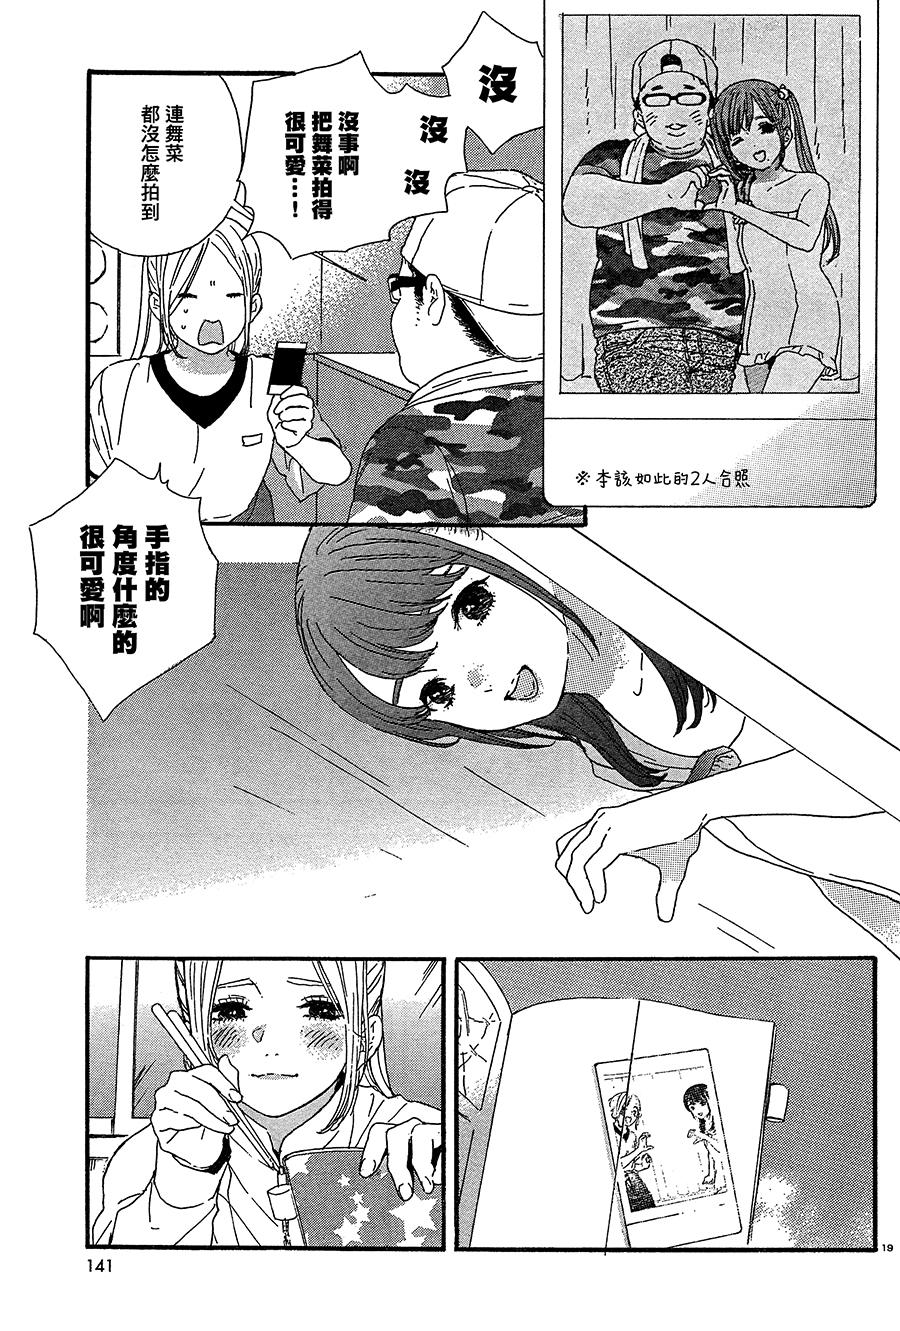 ※本該如此的2人合照
沒
沒
沒
沒事啊
把舞菜拍得
很可愛…！
連舞菜
都沒怎麼拍到
手指的
角度什麼的
很可愛啊
19
141